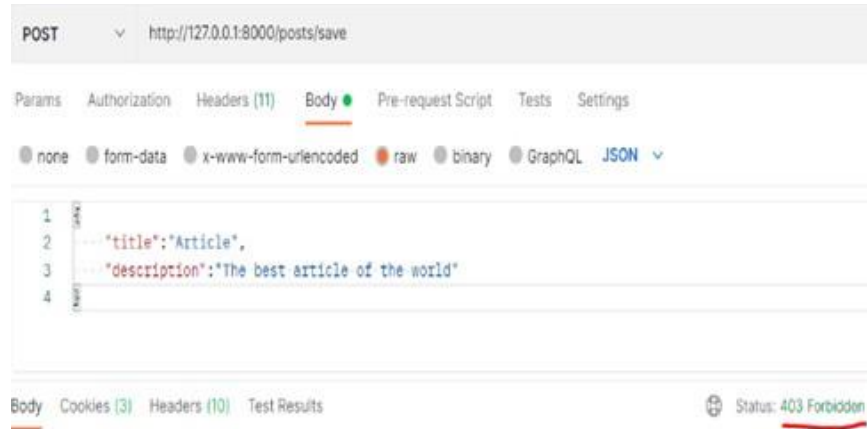 POST http://127.0.0.1:8000/posts/save
Params Authorization Headers (11) Body Pre-request Script Tests Settings
none form-data x-www-form-urlencoded raw binary GraphQL JSON
1 {
2 "title":"Article",
3 "description":"The best article of the world"
4 }
Body Cookies (3) Headers (10) Test Results Status: 403 Forbidden